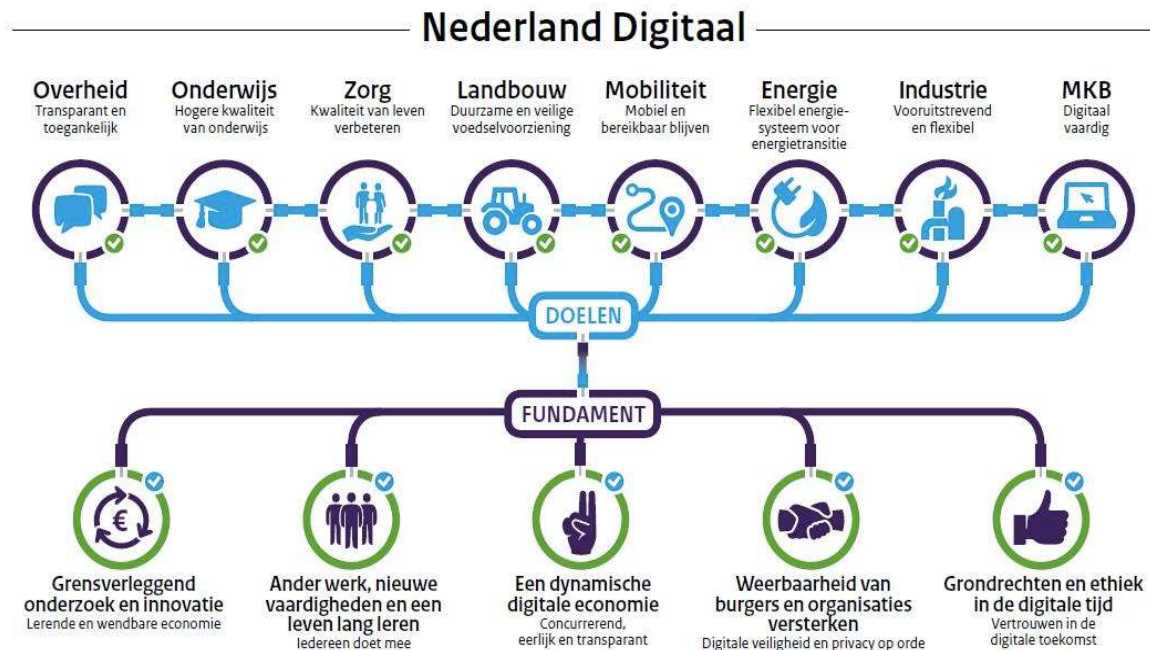 Nederland Digitaal
Overheid
Transparant en
toegankelijk
Onderwijs
Hogere kwaliteit
van onderwijs
Zorg
Kwaliteit van leven
verbeteren
Landbouw
Duurzame en veilige
voedselvoorziening
Mobiliteit
Mobiel en
bereikbaar blijven
Energie
Flexibel energie-
systeem voor
energietransitie
Industrie
Vooruitstrevend
en flexibel
MKB
Digitaal
vaardig
DOELEN
FUNDAMENT
€
Grensverleggend
onderzoek en innovatie
Lerende en wendbare economie
Ander werk, nieuwe
vaardigheden en een
leven lang leren
Iedereen doet mee
Een dynamische
digitale economie
Concurrerend,
eerlijk en transparant
Weerbaarheid van
burgers en organisaties
versterken
Digitale veiligheid en privacy op orde
Grondrechten en ethiek
in de digitale tijd
Vertrouwen in de
digitale toekomst